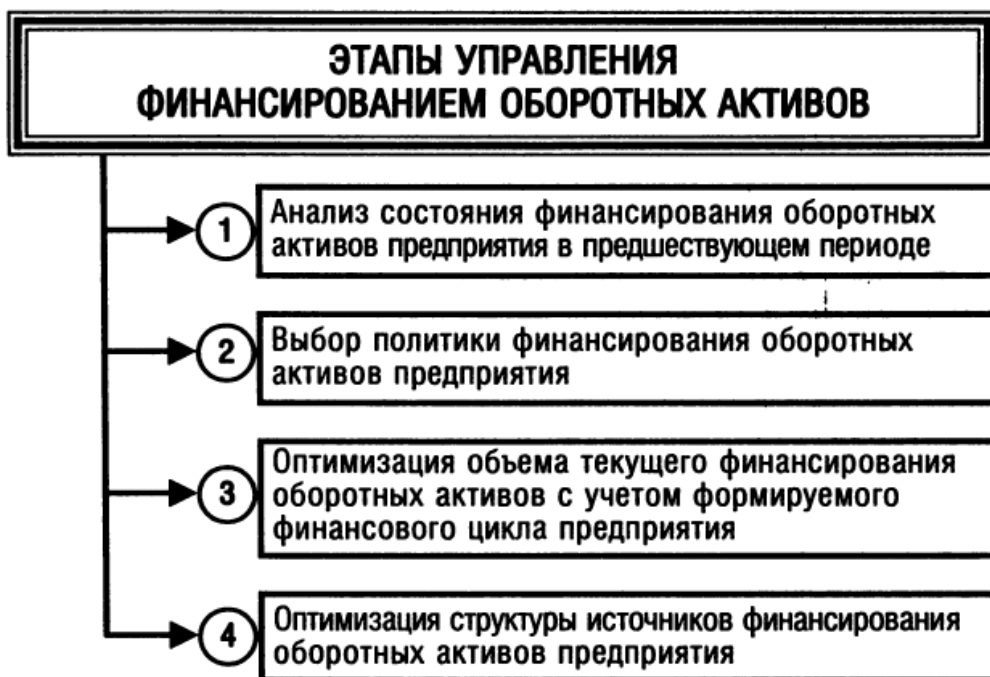 ЭТАПЫ УПРАВЛЕНИЯ
ФИНАНСИРОВАНИЕМ ОБОРОТНЫХ АКТИВОВ
1
Анализ состояния финансирования оборотных
активов предприятия в предшествующем периоде
2
Выбор политики финансирования оборотных
активов предприятия
3
Оптимизация объема текущего финансирования
оборотных активов с учетом формируемого
финансового цикла предприятия
4
Оптимизация структуры источников финансирования
оборотных активов предприятия